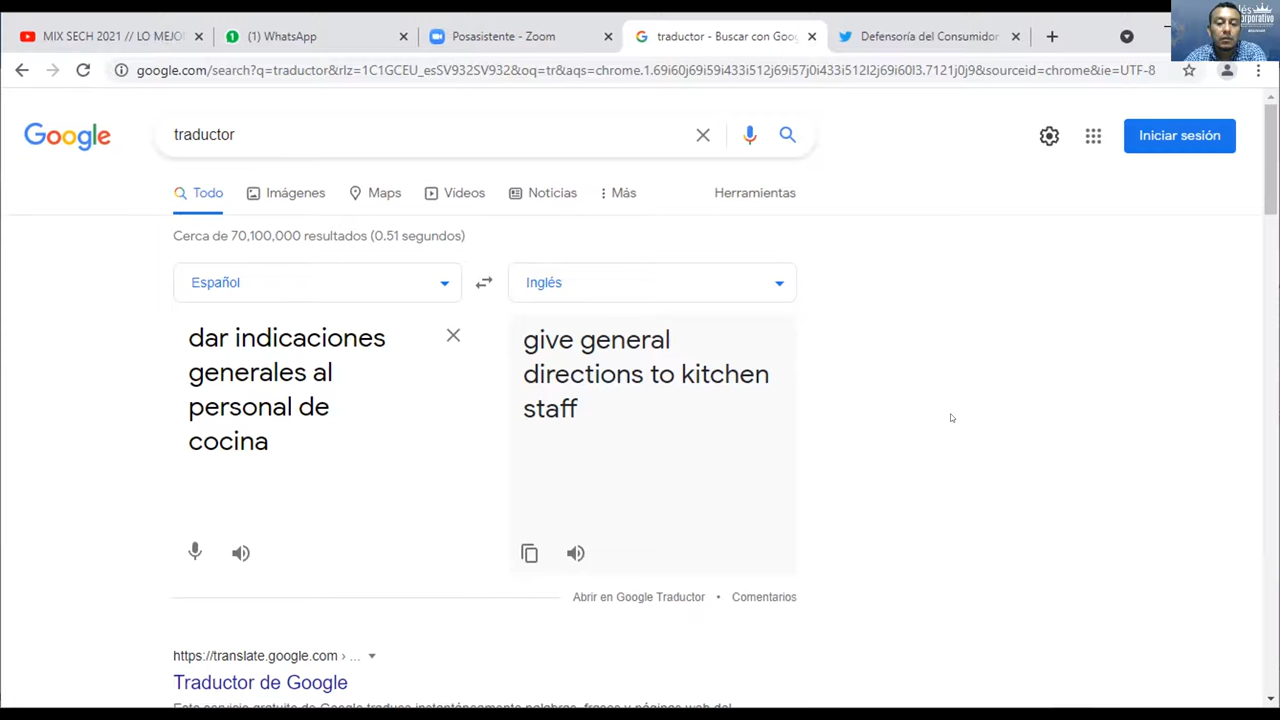 MIX SECH 2021 // LO MEJO
(1) WhatsApp
Posasistente - Zoom
traductor - Buscar con Goog
Defensoría del Consumidor
google.com/search?q=traductor&rlz=1C1GCEU_esSV932SV932&oq=t&aqs=chrome.1.69i60j69i59i433i512j69i57j0i433i512l2j69i60l3.7121j0j9&sourceid=chrome&ie=UTF-8
Google
traductor
Iniciar sesión
Todo
Imágenes
Maps
Videos
Noticias
Más
Herramientas
Cerca de 70,100,000 resultados (0.51 segundos)
Español
Inglés
dar indicaciones
generales al
personal de
cocina
give general
directions to kitchen
staff
Abrir en Google Traductor • Comentarios
https://translate.google.com › ...
Traductor de Google